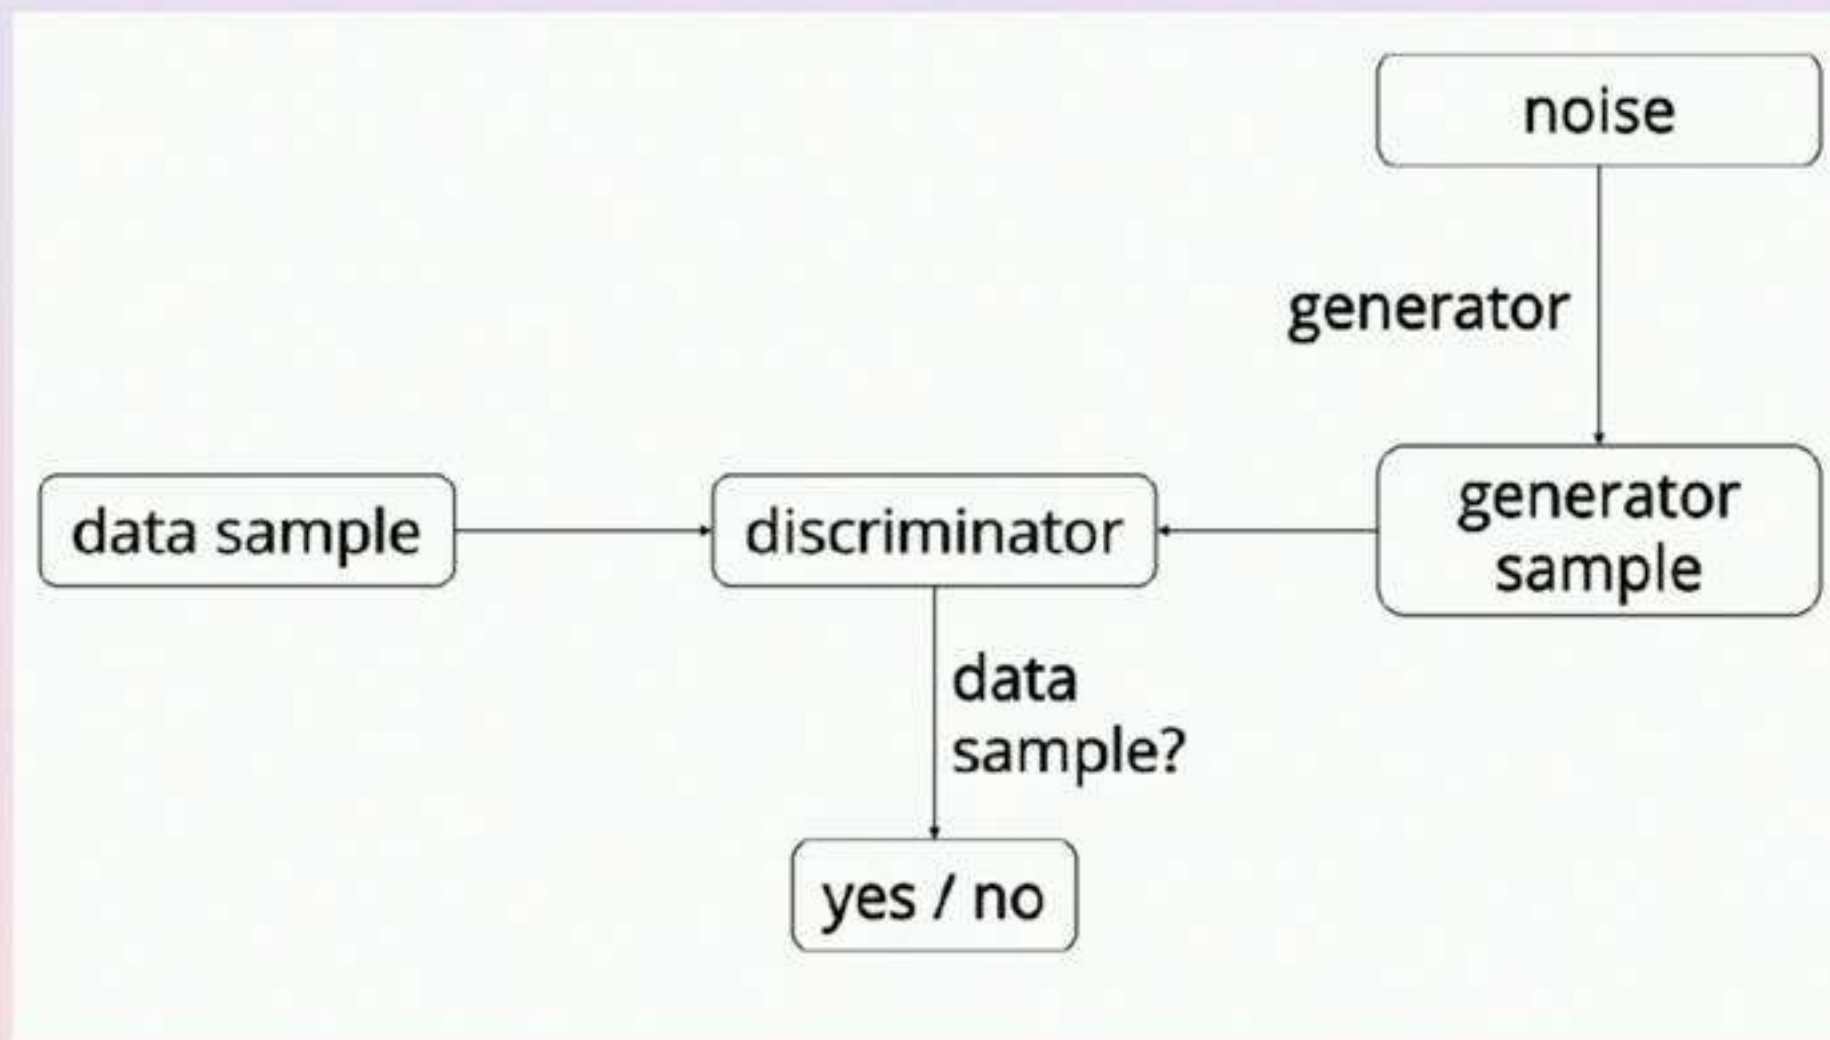 noise
generator
data sample
discriminator
generator
sample
data
sample?
yes / no